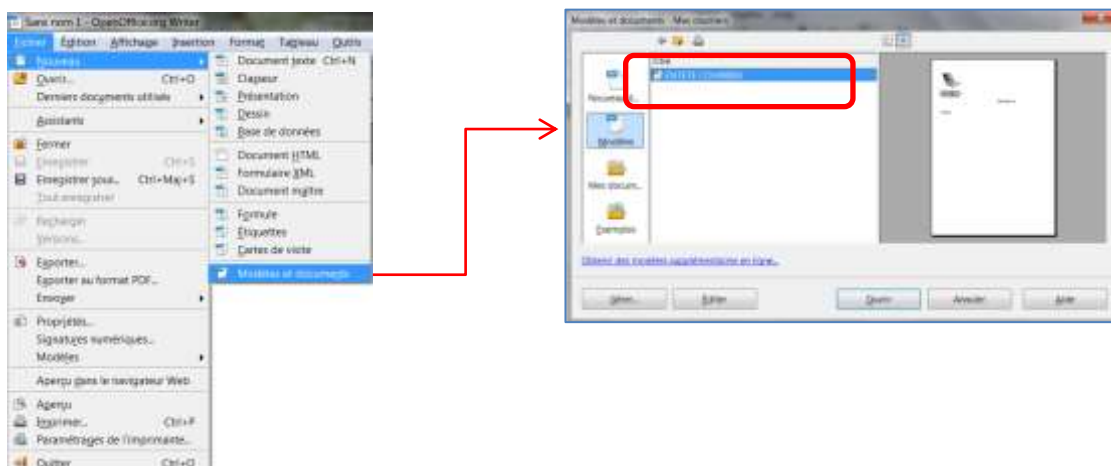 Sans nom 1 - OpenOffice.org Writer
Fichier Édition Affichage Insertion Format Tableau Outils
Nouveau
Ouvrir... Ctrl+O
Derniers documents utilisés
Assistants
Fermer
Enregistrer Ctrl+S
Enregistrer sous... Ctrl+Maj+S
Tout enregistrer
Recharger
Versions...
Exporter...
Exporter au format PDF...
Envoyer
Propriétés...
Signatures numériques...
Modèles
Aperçu dans le navigateur Web
Aperçu
Imprimer... Ctrl+P
Paramétrages de l'imprimante...
Quitter Ctrl+Q
Document texte Ctrl+N
Classeur
Présentation
Dessin
Base de données
Document HTML
Formulaire XML
Document maître
Formule
Étiquettes
Cartes de visite
Modèles et documents
Modèles et documents - Mes courriers
Titre
Modèles
Mes docum...
Exemples
Obtenir des modèles supplémentaires en ligne...
Gérer... Éditer Ouvrir Annuler Aide